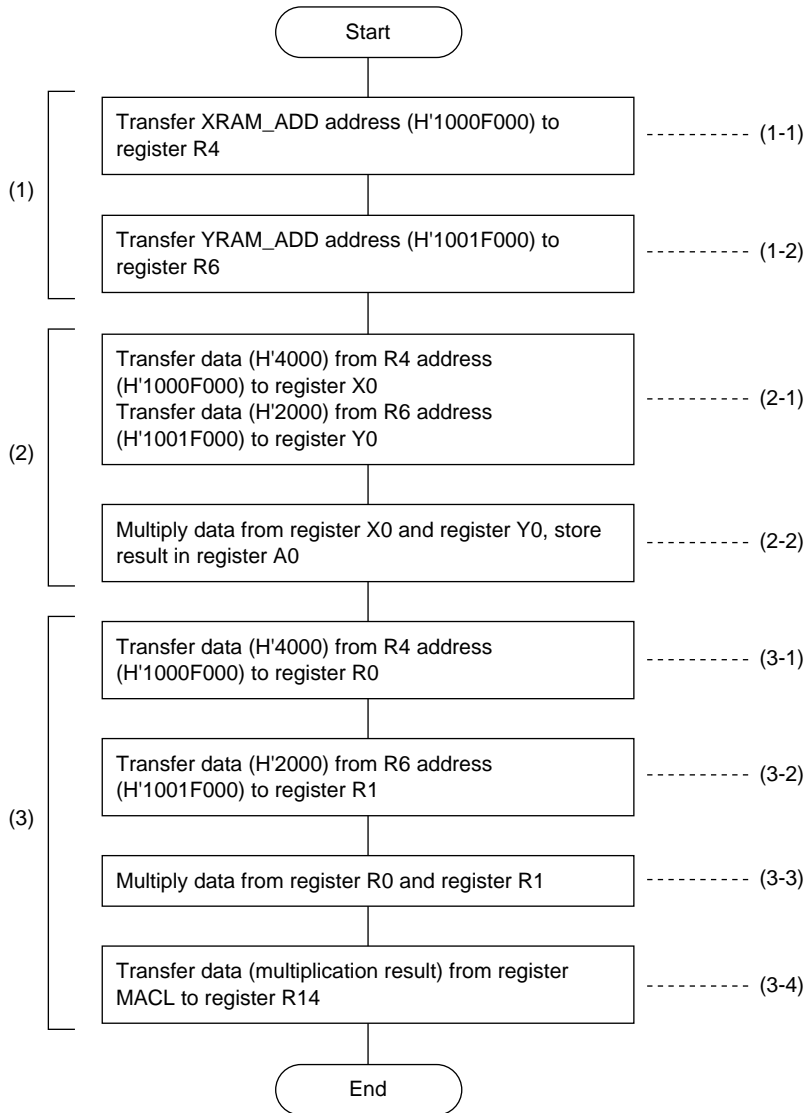 Start
(1)
Transfer XRAM_ADD address (H'1000F000) to
register R4
(1-1)
Transfer YRAM_ADD address (H'1001F000) to
register R6
(1-2)
(2)
Transfer data (H'4000) from R4 address
(H'1000F000) to register X0
Transfer data (H'2000) from R6 address
(H'1001F000) to register Y0
(2-1)
Multiply data from register X0 and register Y0, store
result in register A0
(2-2)
(3)
Transfer data (H'4000) from R4 address
(H'1000F000) to register R0
(3-1)
Transfer data (H'2000) from R6 address
(H'1001F000) to register R1
(3-2)
Multiply data from register R0 and register R1
(3-3)
Transfer data (multiplication result) from register
MACL to register R14
(3-4)
End